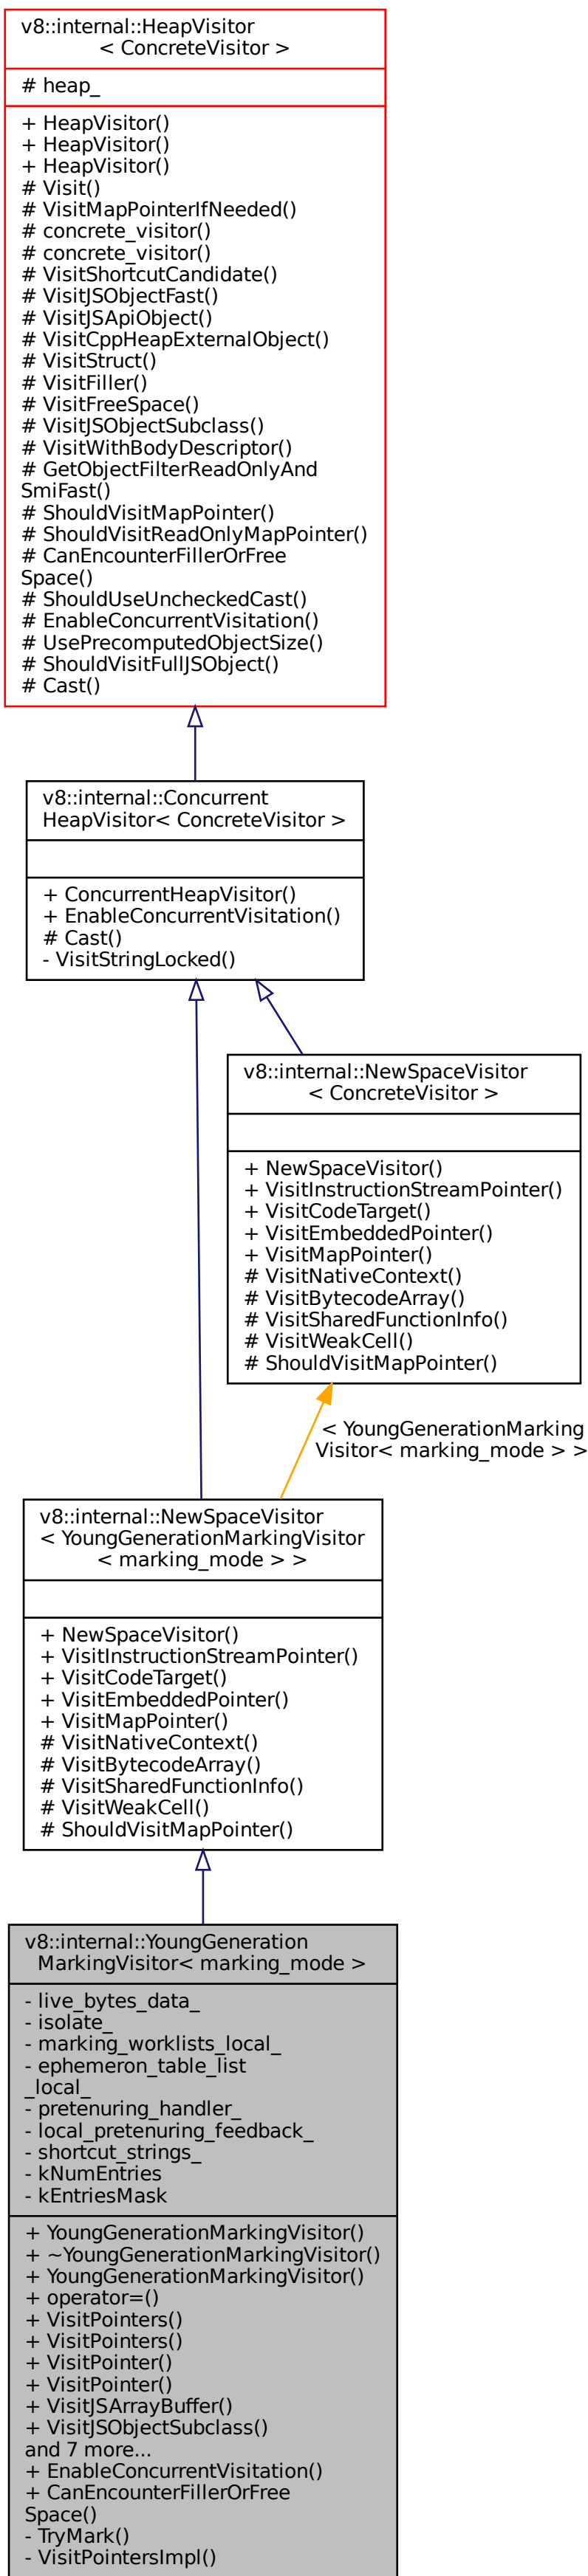 v8::internal::HeapVisitor
< ConcreteVisitor >
# heap_
+ HeapVisitor()
+ HeapVisitor()
+ HeapVisitor()
# Visit()
# VisitMapPointerIfNeeded()
# concrete_visitor()
# concrete_visitor()
# VisitShortcutCandidate()
# VisitJSObjectFast()
# VisitJSApiObject()
# VisitCppHeapExternalObject()
# VisitStruct()
# VisitFiller()
# VisitFreeSpace()
# VisitJSObjectSubclass()
# VisitWithBodyDescriptor()
# GetObjectFilterReadOnlyAnd
SmiFast()
# ShouldVisitMapPointer()
# ShouldVisitReadOnlyMapPointer()
# CanEncounterFillerOrFree
Space()
# ShouldUseUncheckedCast()
# EnableConcurrentVisitation()
# UsePrecomputedObjectSize()
# ShouldVisitFullJSObject()
# Cast()
v8::internal::Concurrent
HeapVisitor< ConcreteVisitor >
+ ConcurrentHeapVisitor()
+ EnableConcurrentVisitation()
# Cast()
- VisitStringLocked()
v8::internal::NewSpaceVisitor
< ConcreteVisitor >
+ NewSpaceVisitor()
+ VisitInstructionStreamPointer()
+ VisitCodeTarget()
+ VisitEmbeddedPointer()
+ VisitMapPointer()
# VisitNativeContext()
# VisitBytecodeArray()
# VisitSharedFunctionInfo()
# VisitWeakCell()
# ShouldVisitMapPointer()
< YoungGenerationMarking
Visitor< marking_mode > >
v8::internal::NewSpaceVisitor
< YoungGenerationMarkingVisitor
< marking_mode > >
+ NewSpaceVisitor()
+ VisitInstructionStreamPointer()
+ VisitCodeTarget()
+ VisitEmbeddedPointer()
+ VisitMapPointer()
# VisitNativeContext()
# VisitBytecodeArray()
# VisitSharedFunctionInfo()
# VisitWeakCell()
# ShouldVisitMapPointer()
v8::internal::YoungGeneration
MarkingVisitor< marking_mode >
- live_bytes_data_
- isolate_
- marking_worklists_local_
- ephemeron_table_list
_local_
- pretenuring_handler_
- local_pretenuring_feedback_
- shortcut_strings_
- kNumEntries
- kEntriesMask
+ YoungGenerationMarkingVisitor()
+ ~YoungGenerationMarkingVisitor()
+ YoungGenerationMarkingVisitor()
+ operator=()
+ VisitPointers()
+ VisitPointers()
+ VisitPointer()
+ VisitPointer()
+ VisitJSArrayBuffer()
+ VisitJSObjectSubclass()
and 7 more...
+ EnableConcurrentVisitation()
+ CanEncounterFillerOrFree
Space()
- TryMark()
- VisitPointersImpl()